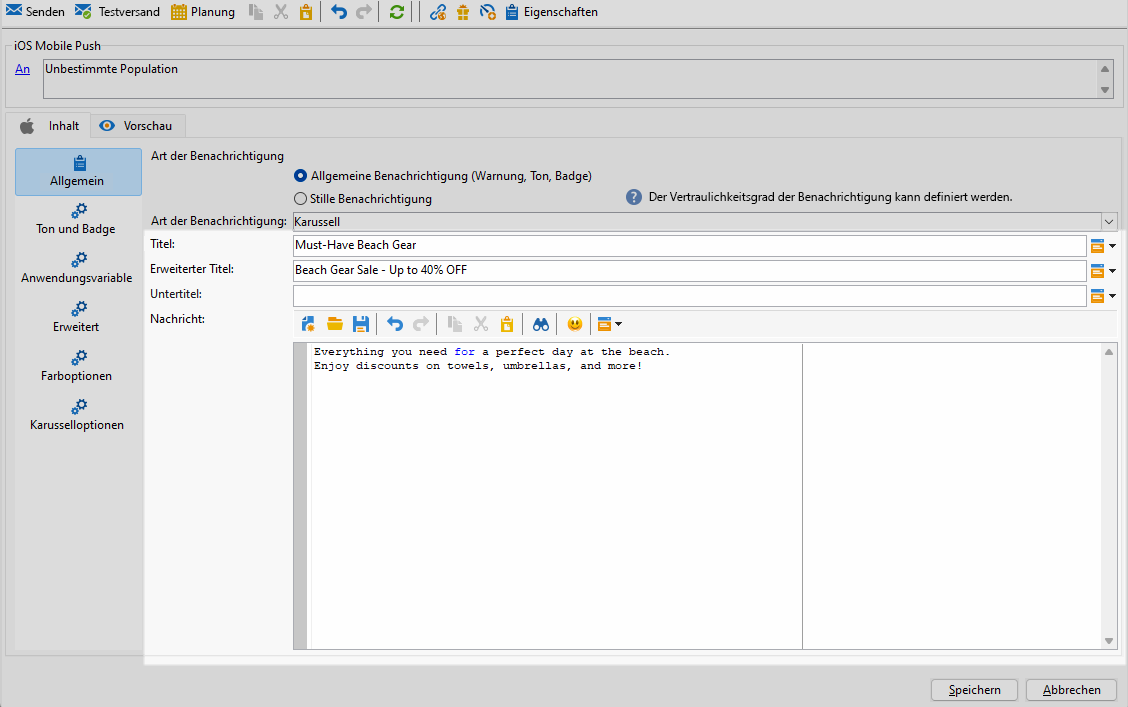 Senden Testversand Planung Eigenschaften
iOS Mobile Push
An Unbestimmte Population
Inhalt Vorschau
Allgemein
Ton und Badge
Anwendungsvariable
Erweitert
Farboptionen
Karusselloptionen
Art der Benachrichtigung
Allgemeine Benachrichtigung (Warnung, Ton, Badge)
Stille Benachrichtigung
? Der Vertraulichkeitsgrad der Benachrichtigung kann definiert werden.
Art der Benachrichtigung: Karussell
Titel: Must-Have Beach Gear
Erweiterter Titel: Beach Gear Sale - Up to 40% OFF
Untertitel:
Nachricht:
Everything you need for a perfect day at the beach.
Enjoy discounts on towels, umbrellas, and more!
Speichern Abbrechen